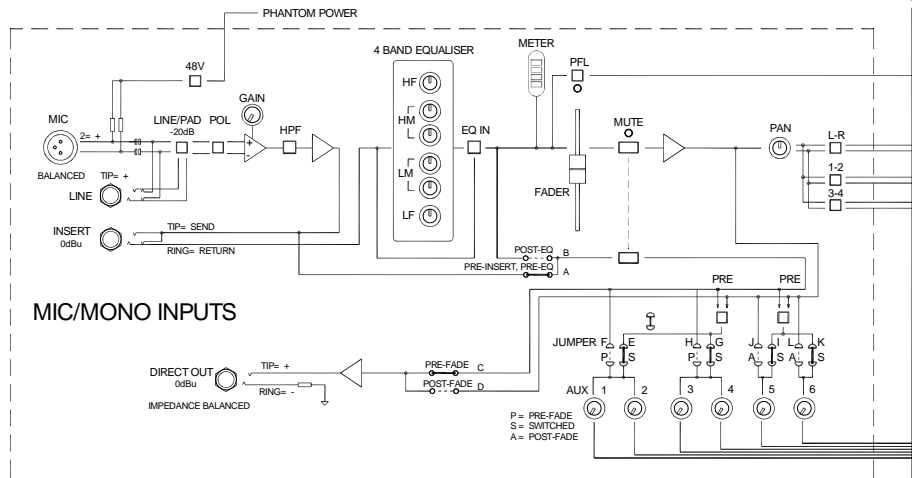 PHANTOM POWER
METER
4 BAND EQUALISER
48V
PFL
HF
GAIN
MIC
LINE/PAD
-20dB
POL
HPF
HM
EQ IN
MUTE
PAN
L-R
2= +
+
-
BALANCED
TIP= +
LM
1-2
LINE
FADER
3-4
INSERT
0dBu
TIP= SEND
LF
RING= RETURN
POST-EQ
B
PRE-INSERT, PRE-EQ
A
PRE
PRE
MIC/MONO INPUTS
JUMPER
F
E
H
G
J
I
L
K
P
S
P
S
A
S
A
S
DIRECT OUT
0dBu
TIP= +
PRE-FADE
C
POST-FADE
D
RING= -
IMPEDANCE BALANCED
AUX
1
2
3
4
5
6
P = PRE-FADE
S = SWITCHED
A = POST-FADE